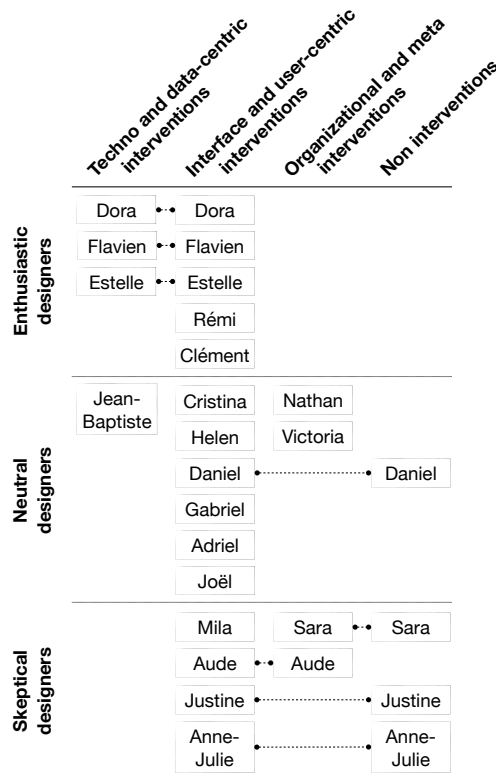 Techno and data-centric
interventions
Interface and user-centric
interventions
Organizational and meta
interventions
Non interventions
Enthusiastic
designers
Dora
Dora
Flavien
Flavien
Estelle
Estelle
Rémi
Clément
Neutral
designers
Jean-
Baptiste
Cristina
Nathan
Helen
Victoria
Daniel
Daniel
Gabriel
Adriel
Joël
Skeptical
designers
Mila
Sara
Sara
Aude
Aude
Justine
Justine
Anne-
Julie
Anne-
Julie